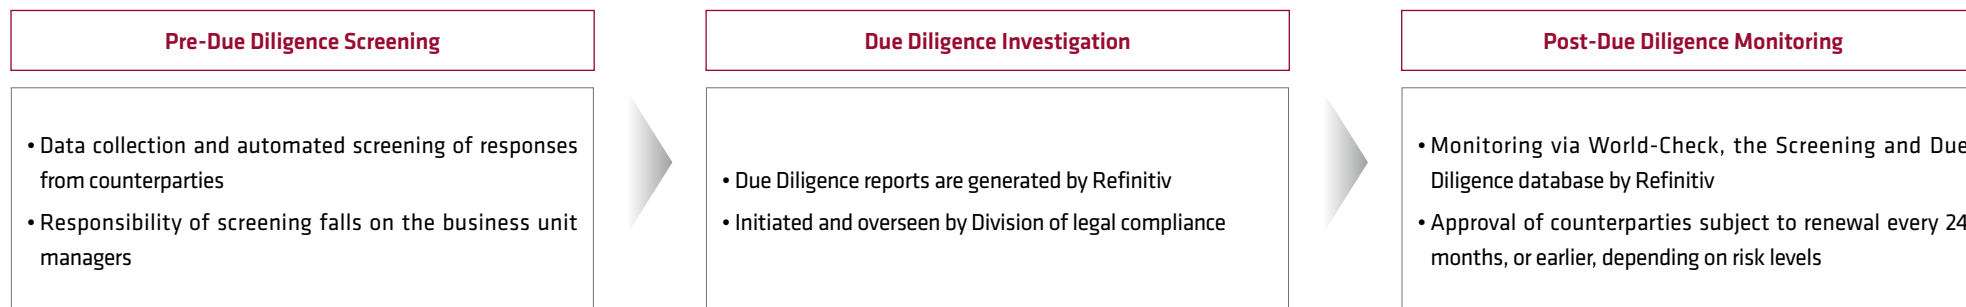 Pre-Due Diligence Screening
• Data collection and automated screening of responses
from counterparties
• Responsibility of screening falls on the business unit
managers
Due Diligence Investigation
• Due Diligence reports are generated by Refinitiv
• Initiated and overseen by Division of legal compliance
Post-Due Diligence Monitoring
• Monitoring via World-Check, the Screening and Due
Diligence database by Refinitiv
• Approval of counterparties subject to renewal every 24
months, or earlier, depending on risk levels